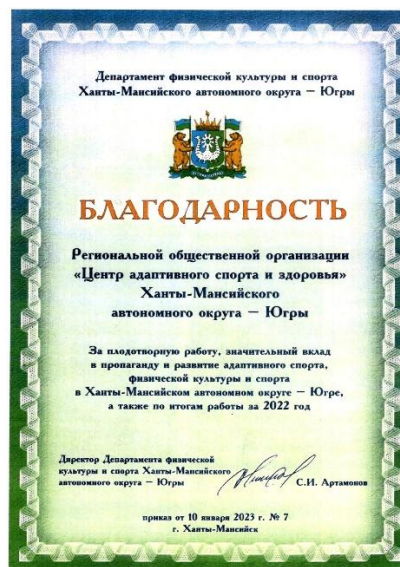 Департамент физической культуры и спорта
Ханты-Мансийского автономного округа – Югры
БЛАГОДАРНОСТЬ
Региональной общественной организации
«Центр адаптивного спорта и здоровья»
Ханты-Мансийского
автономного округа – Югры
За плодотворную работу, значительный вклад
в пропаганду и развитие адаптивного спорта,
физической культуры и спорта
в Ханты-Мансийском автономном округе – Югре,
а также по итогам работы за 2022 год
Директор Департамента физической
культуры и спорта Ханты-Мансийского
автономного округа – Югры
С.И. Артамонов
приказ от 10 января 2023 г. № 7
г. Ханты-Мансийск